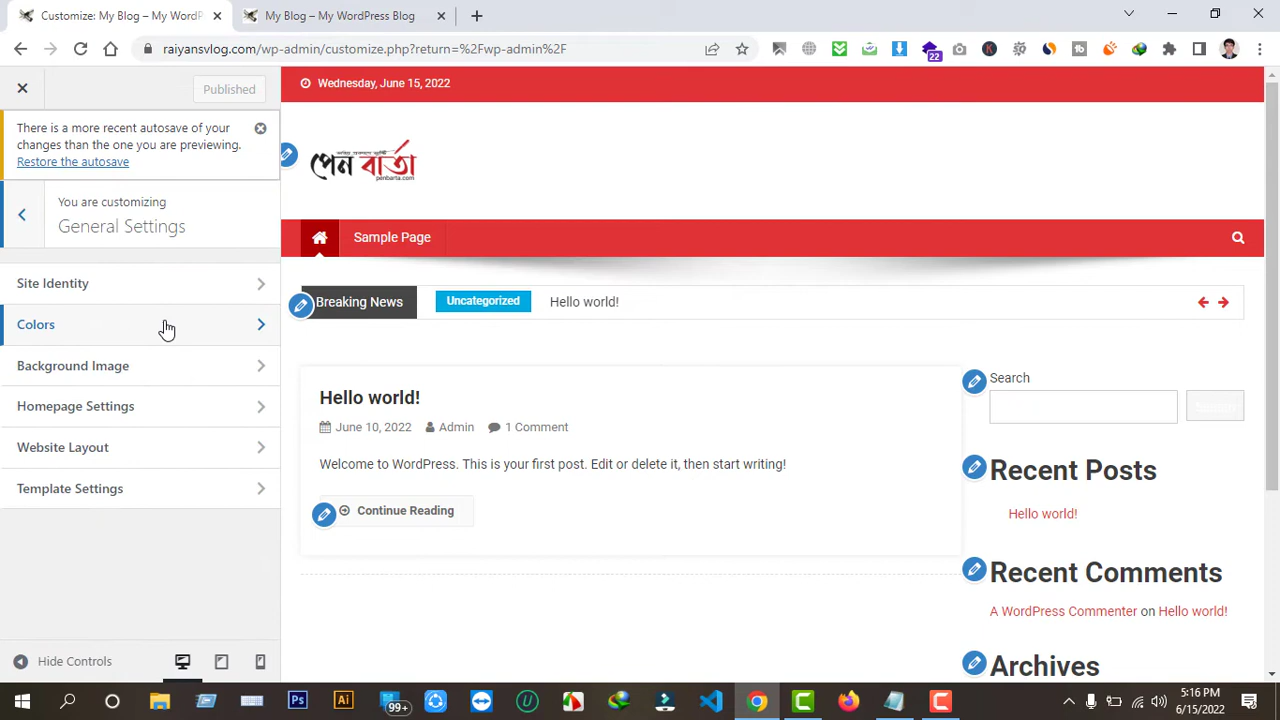 Customize: My Blog – My WordP
My Blog – My WordPress Blog
raiyansvlog.com/wp-admin/customize.php?return=%2Fwp-admin%2F
22
Published
There is a more recent autosave of your
changes than the one you are previewing.
Restore the autosave
You are customizing
General Settings
Site Identity
Colors
Background Image
Homepage Settings
Website Layout
Template Settings
Hide Controls
Wednesday, June 15, 2022
পেন বার্তা
penbarta.com
Sample Page
Breaking News
Uncategorized
Hello world!
Hello world!
June 10, 2022
Admin
1 Comment
Welcome to WordPress. This is your first post. Edit or delete it, then start writing!
Continue Reading
Search
Recent Posts
Hello world!
Recent Comments
A WordPress Commenter on Hello world!
Archives
Ps
Ai
99+
5:16 PM
6/15/2022